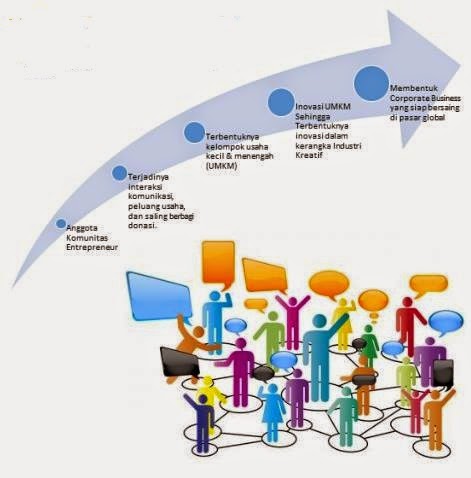 Anggota
Komunitas
Entrepreneur
Terjadinya
interaksi
komunikasi,
peluang usaha,
dan saling berbagi
donasi.
Terbentuknya
kelompok usaha
kecil & menengah
(UMKM)
Inovasi UMKM
Sehingga
Terbentuknya
inovasi dalam
kerangka Industri
Kreatif
Membentuk
Corporate Business
yang siap bersaing
di pasar global